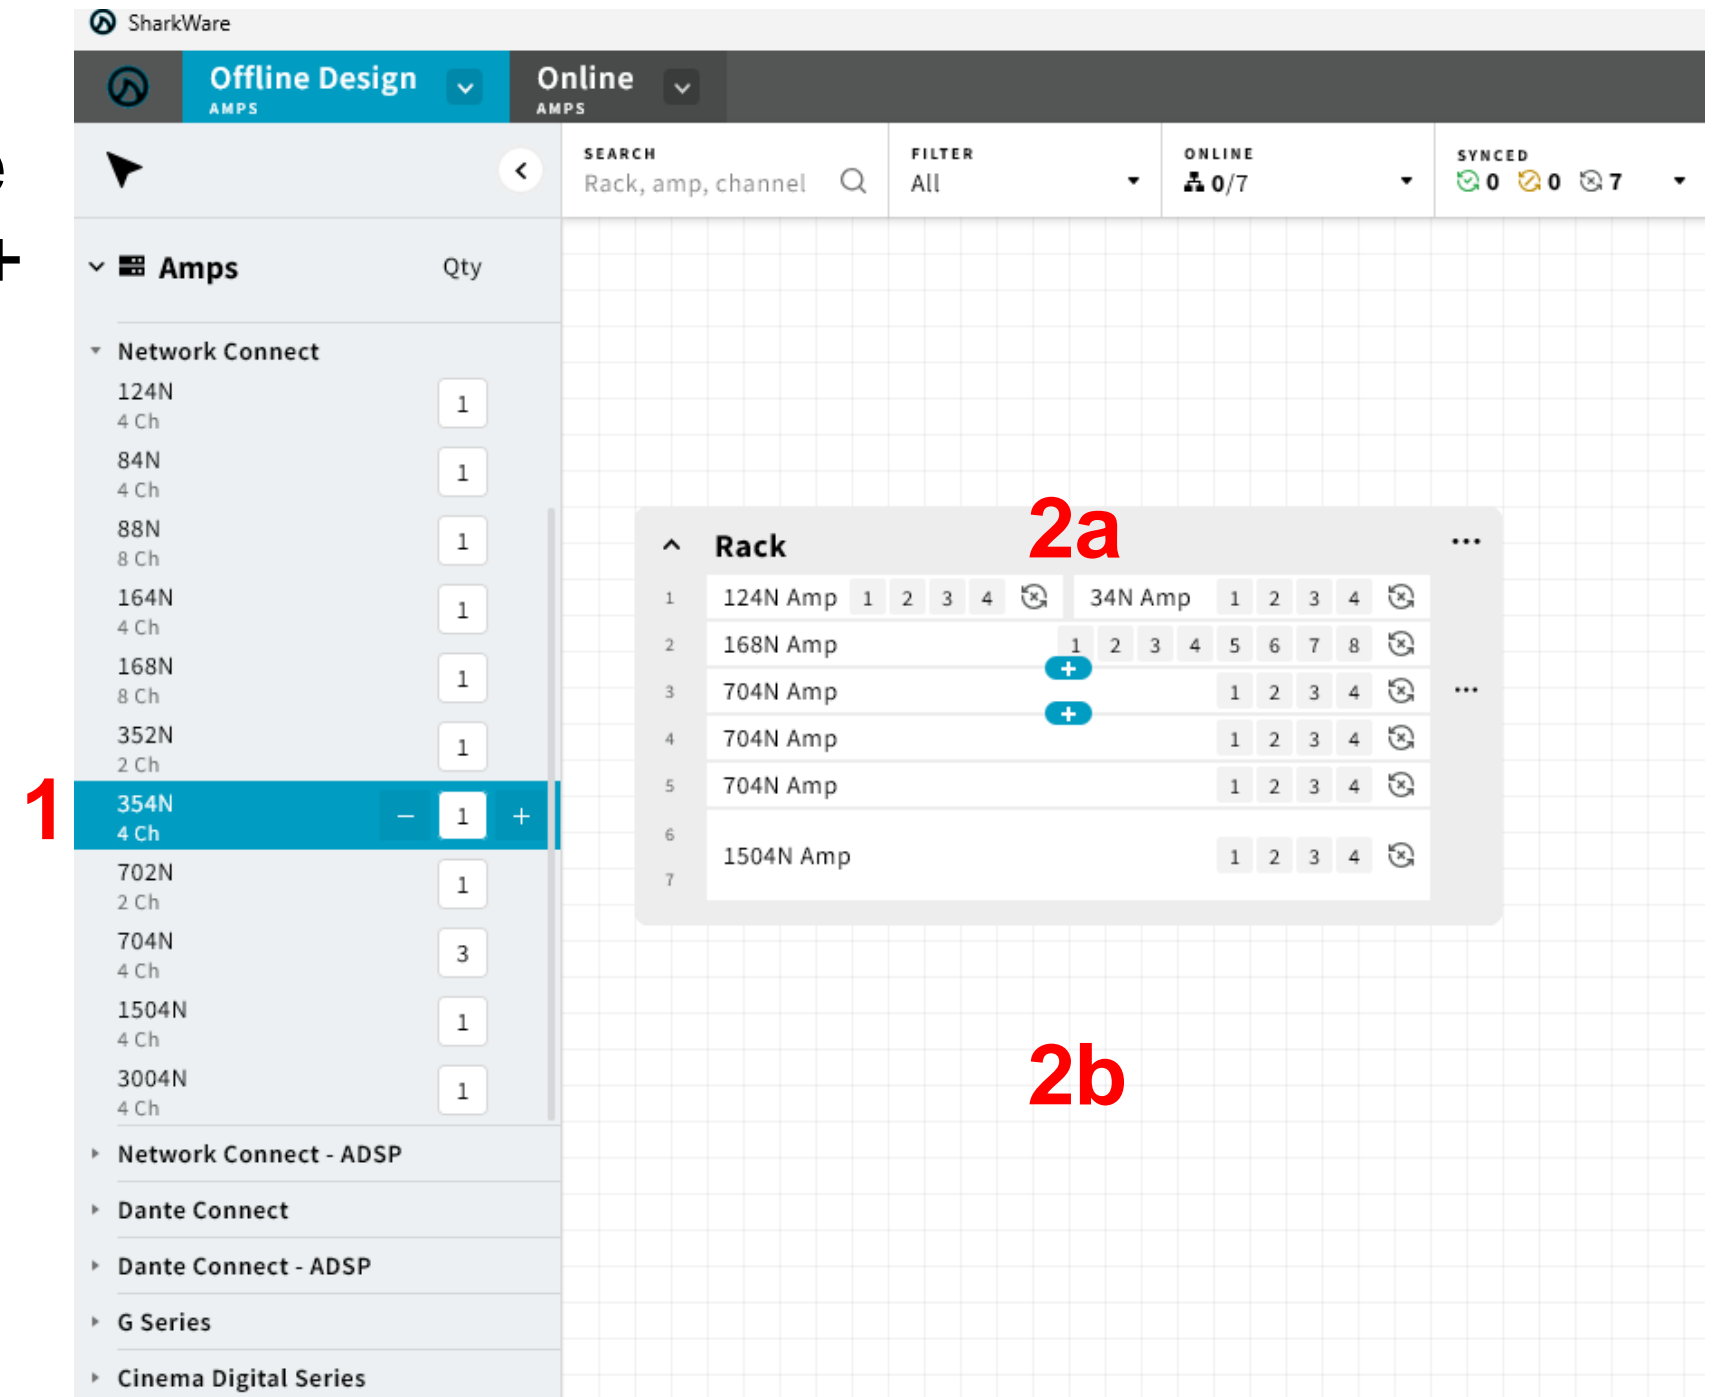 SharkWare
Offline Design
AMPS
Online
AMPS
e
+
SEARCH
Rack, amp, channel
FILTER
All
ONLINE
0/7
SYNCED
0 0 7
Amps Qty
Network Connect
124N
4 Ch
1
84N
4 Ch
1
88N
8 Ch
1
164N
4 Ch
1
168N
8 Ch
1
352N
2 Ch
1
1
354N
4 Ch
− 1 +
702N
2 Ch
1
704N
4 Ch
3
1504N
4 Ch
1
3004N
4 Ch
1
Network Connect - ADSP
Dante Connect
Dante Connect - ADSP
G Series
Cinema Digital Series
2a
Rack ...
1 124N Amp 1 2 3 4 34N Amp 1 2 3 4
2 168N Amp 1 2 3 4 5 6 7 8
+
3 704N Amp 1 2 3 4 ...
+
4 704N Amp 1 2 3 4
5 704N Amp 1 2 3 4
6
1504N Amp 1 2 3 4
7
2b